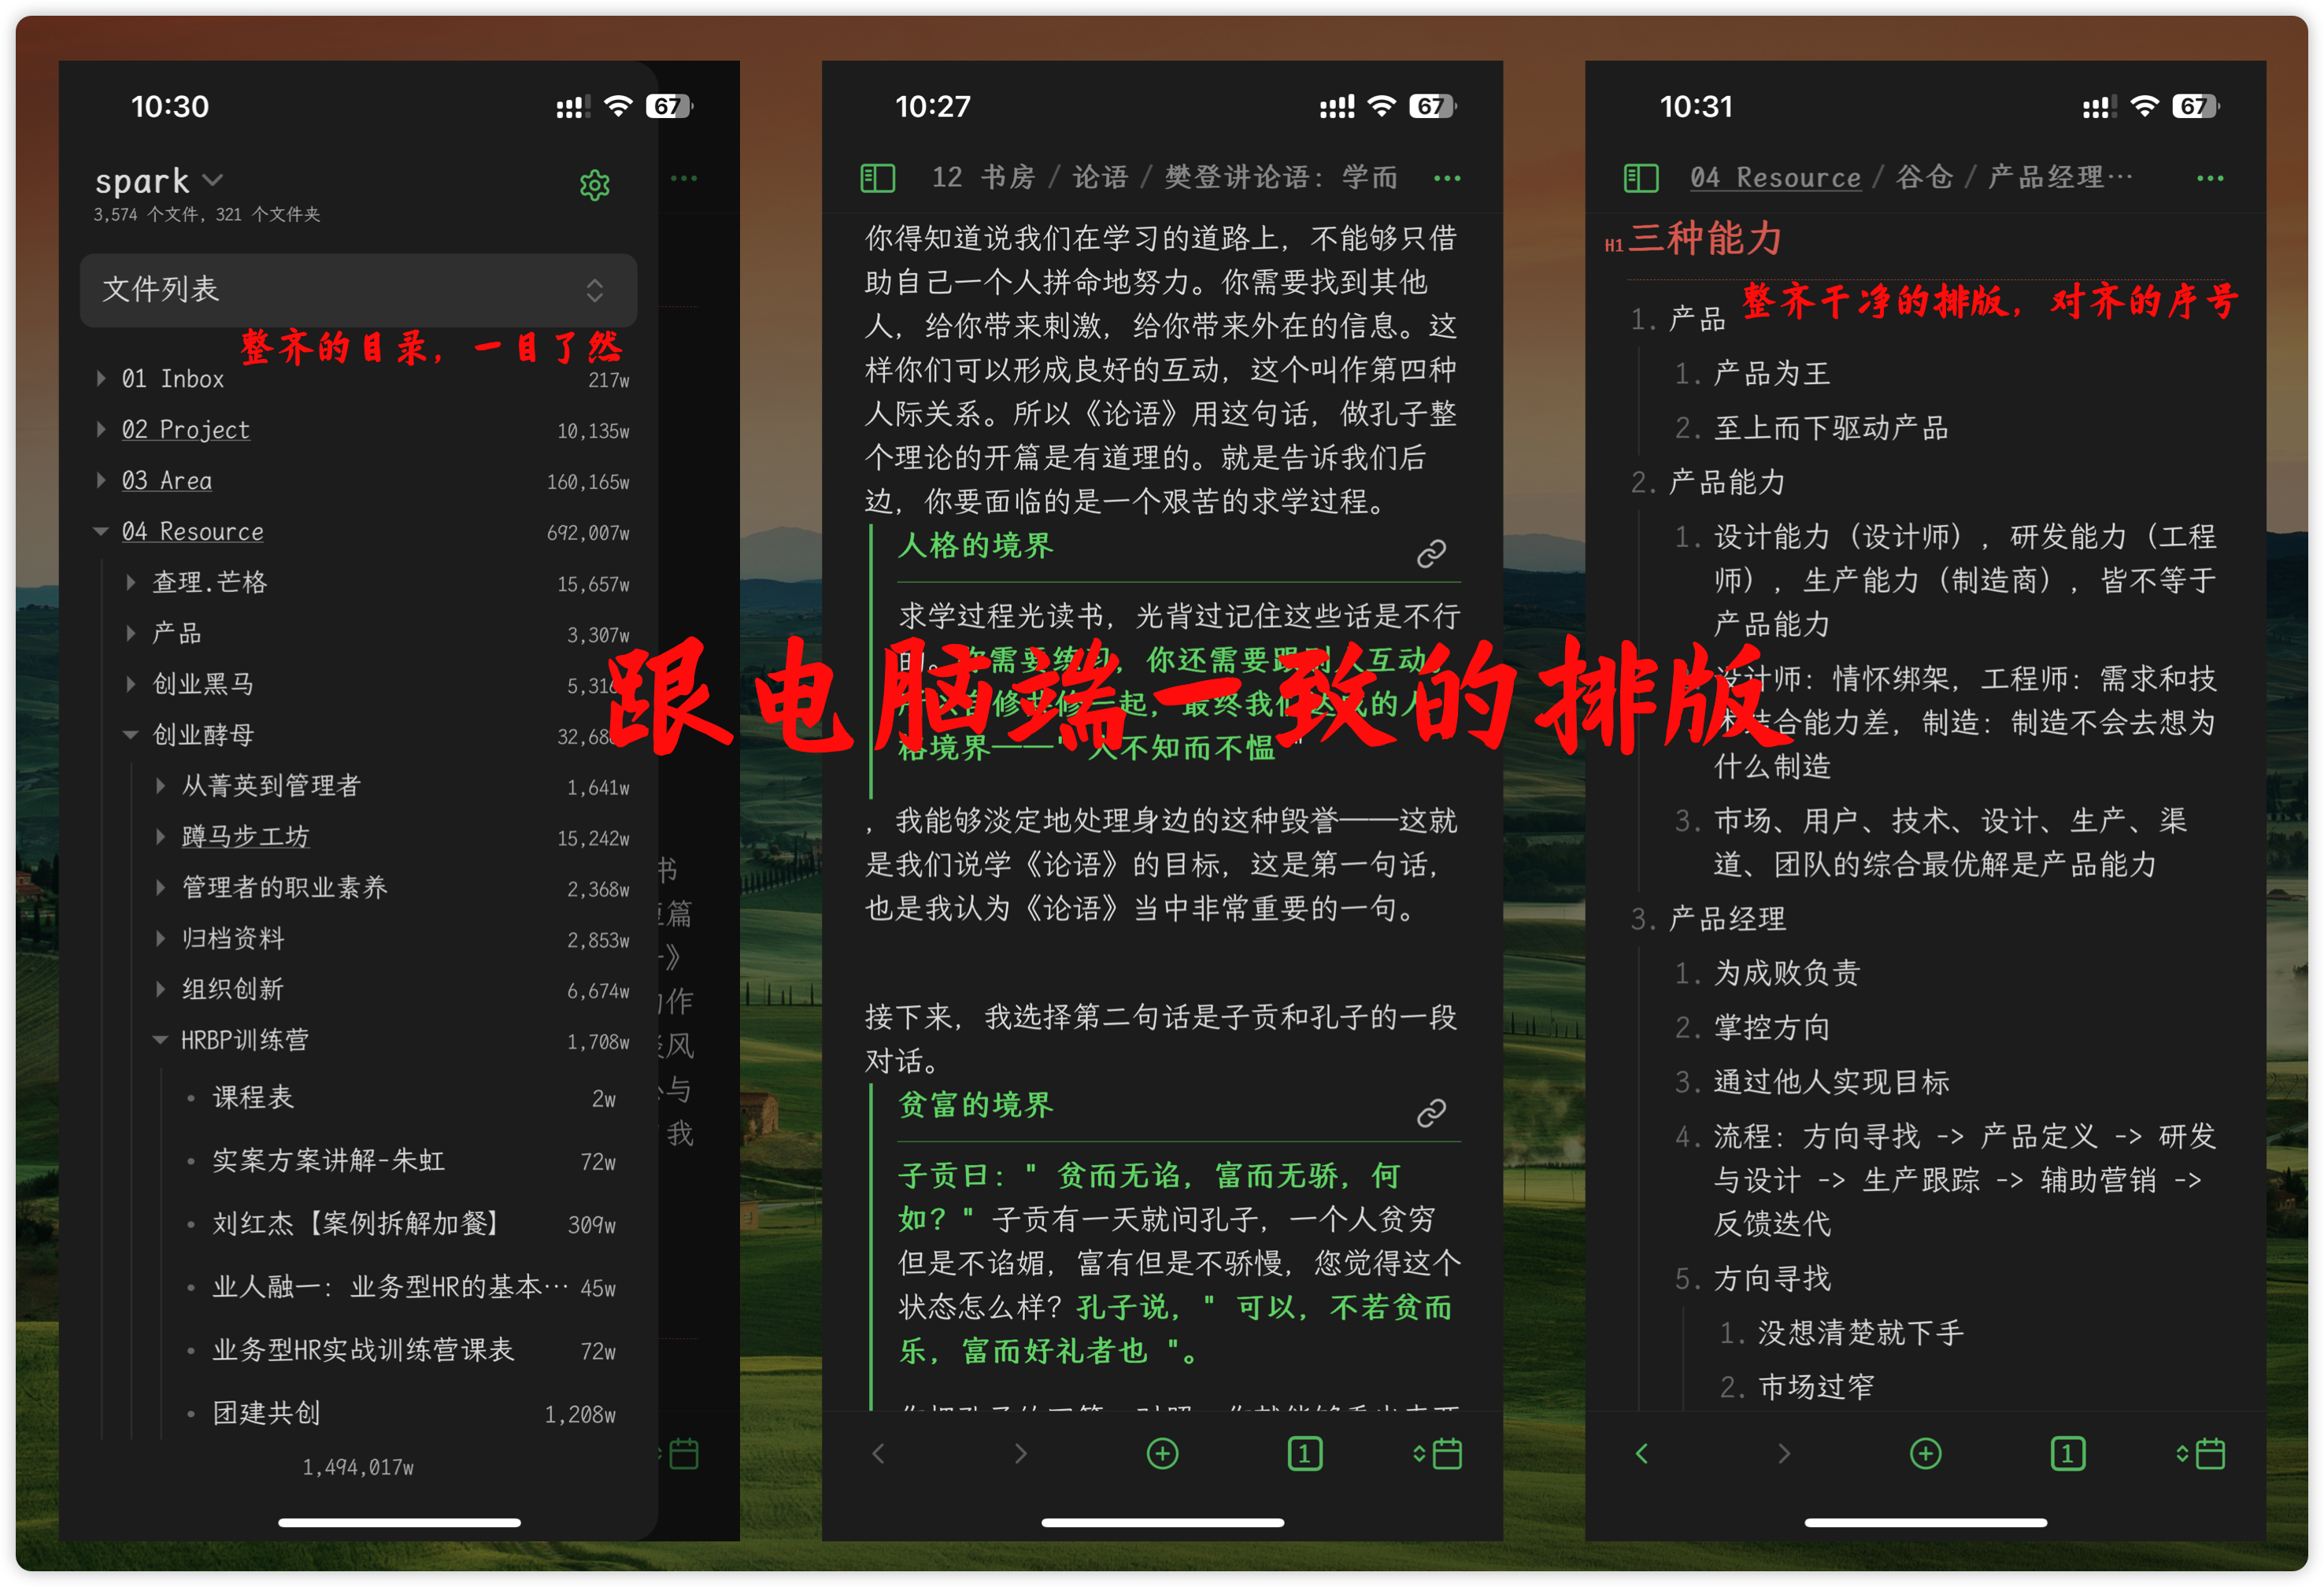 10:30
67
spark
3,574 个文件, 321 个文件夹
文件列表
整齐的目录，一目了然
01 Inbox 217w
02 Project 10,135w
03 Area 160,165w
04 Resource 692,007w
查理.芒格 15,657w
产品 3,307w
创业黑马 5,316
创业酵母 32,68
从菁英到管理者 1,641w
蹲马步工坊 15,242w
管理者的职业素养 2,368w
归档资料 2,853w
组织创新 6,674w
HRBP训练营 1,708w
课程表 2w
实案方案讲解-朱虹 72w
刘红杰【案例拆解加餐】 309w
业人融一：业务型HR的基本… 45w
业务型HR实战训练营课表 72w
团建共创 1,208w
1,494,017w
书
篇
》
作
风
与
我
跟电脑端一致的排版
10:27
67
12 书房 / 论语 / 樊登讲论语：学而
你得知道说我们在学习的道路上，不能够只借
助自己一个人拼命地努力。你需要找到其他
人，给你带来刺激，给你带来外在的信息。这
样你们可以形成良好的互动，这个叫作第四种
人际关系。所以《论语》用这句话，做孔子整
个理论的开篇是有道理的。就是告诉我们后
边，你要面临的是一个艰苦的求学过程。
人格的境界
求学过程光读书，光背过记住这些话是不行
的。你需要练习，你还需要跟别人互动，
修 修一起，最终我们达成的人
格境界——" 人不知而不愠 "
，我能够淡定地处理身边的这种毁誉——这就
是我们说学《论语》的目标，这是第一句话，
也是我认为《论语》当中非常重要的一句。
接下来，我选择第二句话是子贡和孔子的一段
对话。
贫富的境界
子贡曰：" 贫而无谄，富而无骄，何
如？" 子贡有一天就问孔子，一个人贫穷
但是不谄媚，富有但是不骄慢，您觉得这个
状态怎么样？孔子说，" 可以，不若贫而
乐，富而好礼者也 "。
1
10:31
67
04 Resource / 谷仓 / 产品经理…
H1 三种能力
整齐干净的排版，对齐的序号
1. 产品
1. 产品为王
2. 至上而下驱动产品
2. 产品能力
1. 设计能力（设计师），研发能力（工程
师），生产能力（制造商），皆不等于
产品能力
设计师：情怀绑架，工程师：需求和技
术结合能力差，制造：制造不会去想为
什么制造
3. 市场、用户、技术、设计、生产、渠
道、团队的综合最优解是产品能力
3. 产品经理
1. 为成败负责
2. 掌控方向
3. 通过他人实现目标
4. 流程：方向寻找 -> 产品定义 -> 研发
与设计 -> 生产跟踪 -> 辅助营销 ->
反馈迭代
5. 方向寻找
1. 没想清楚就下手
2. 市场过窄
1